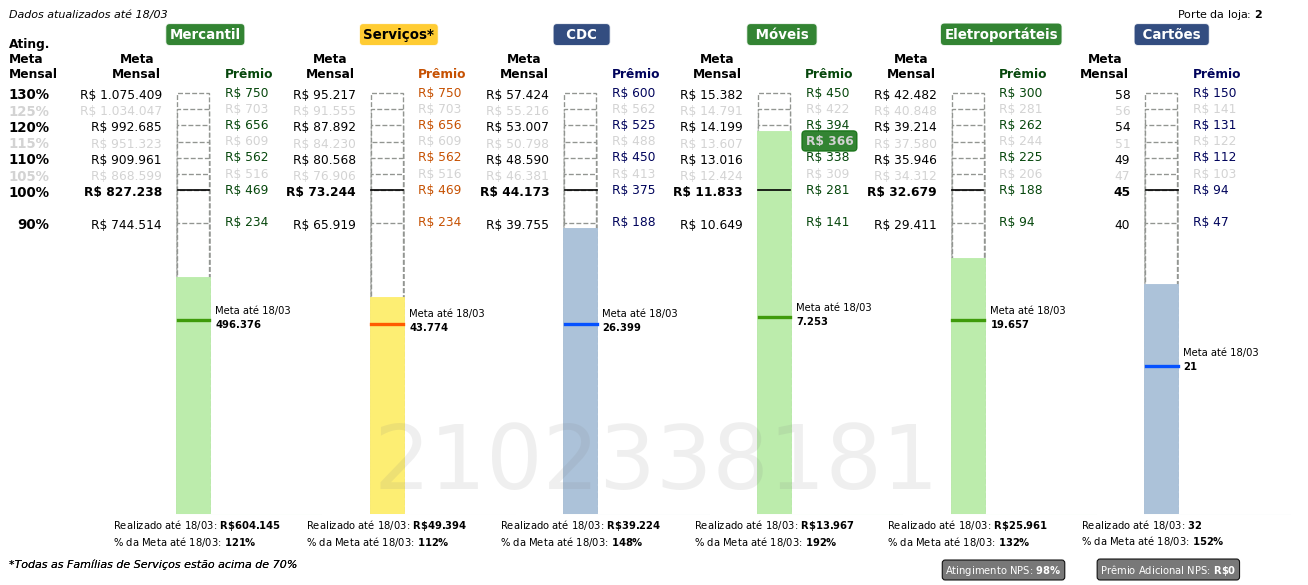 Dados atualizados até 18/03
Porte da loja: 2
Mercantil Serviços* CDC Móveis Eletroportáteis Cartões
Ating.
Meta
Mensal
Meta Mensal Prêmio Meta Mensal Prêmio Meta Mensal Prêmio Meta Mensal Prêmio Meta Mensal Prêmio Meta Mensal Prêmio
130% R$ 1.075.409 R$ 750 R$ 95.217 R$ 750 R$ 57.424 R$ 600 R$ 15.382 R$ 450 R$ 42.482 R$ 300 58 R$ 150
125% R$ 1.034.047 R$ 703 R$ 91.555 R$ 703 R$ 55.216 R$ 562 R$ 14.791 R$ 422 R$ 40.848 R$ 281 56 R$ 141
120% R$ 992.685 R$ 656 R$ 87.892 R$ 656 R$ 53.007 R$ 525 R$ 14.199 R$ 394 R$ 39.214 R$ 262 54 R$ 131
115% R$ 951.323 R$ 609 R$ 84.230 R$ 609 R$ 50.798 R$ 488 R$ 13.607 R$ 366 R$ 37.580 R$ 244 51 R$ 122
110% R$ 909.961 R$ 562 R$ 80.568 R$ 562 R$ 48.590 R$ 450 R$ 13.016 R$ 338 R$ 35.946 R$ 225 49 R$ 112
105% R$ 868.599 R$ 516 R$ 76.906 R$ 516 R$ 46.381 R$ 413 R$ 12.424 R$ 309 R$ 34.312 R$ 206 47 R$ 103
100% R$ 827.238 R$ 469 R$ 73.244 R$ 469 R$ 44.173 R$ 375 R$ 11.833 R$ 281 R$ 32.679 R$ 188 45 R$ 94
90% R$ 744.514 R$ 234 R$ 65.919 R$ 234 R$ 39.755 R$ 188 R$ 10.649 R$ 141 R$ 29.411 R$ 94 40 R$ 47
Meta até 18/03
496.376
Meta até 18/03
43.774
Meta até 18/03
26.399
Meta até 18/03
7.253
Meta até 18/03
19.657
Meta até 18/03
21
2102338181
Realizado até 18/03: R$604.145
% da Meta até 18/03: 121%
Realizado até 18/03: R$49.394
% da Meta até 18/03: 112%
Realizado até 18/03: R$39.224
% da Meta até 18/03: 148%
Realizado até 18/03: R$13.967
% da Meta até 18/03: 192%
Realizado até 18/03: R$25.961
% da Meta até 18/03: 132%
Realizado até 18/03: 32
% da Meta até 18/03: 152%
*Todas as Famílias de Serviços estão acima de 70%
Atingimento NPS: 98%
Prêmio Adicional NPS: R$0